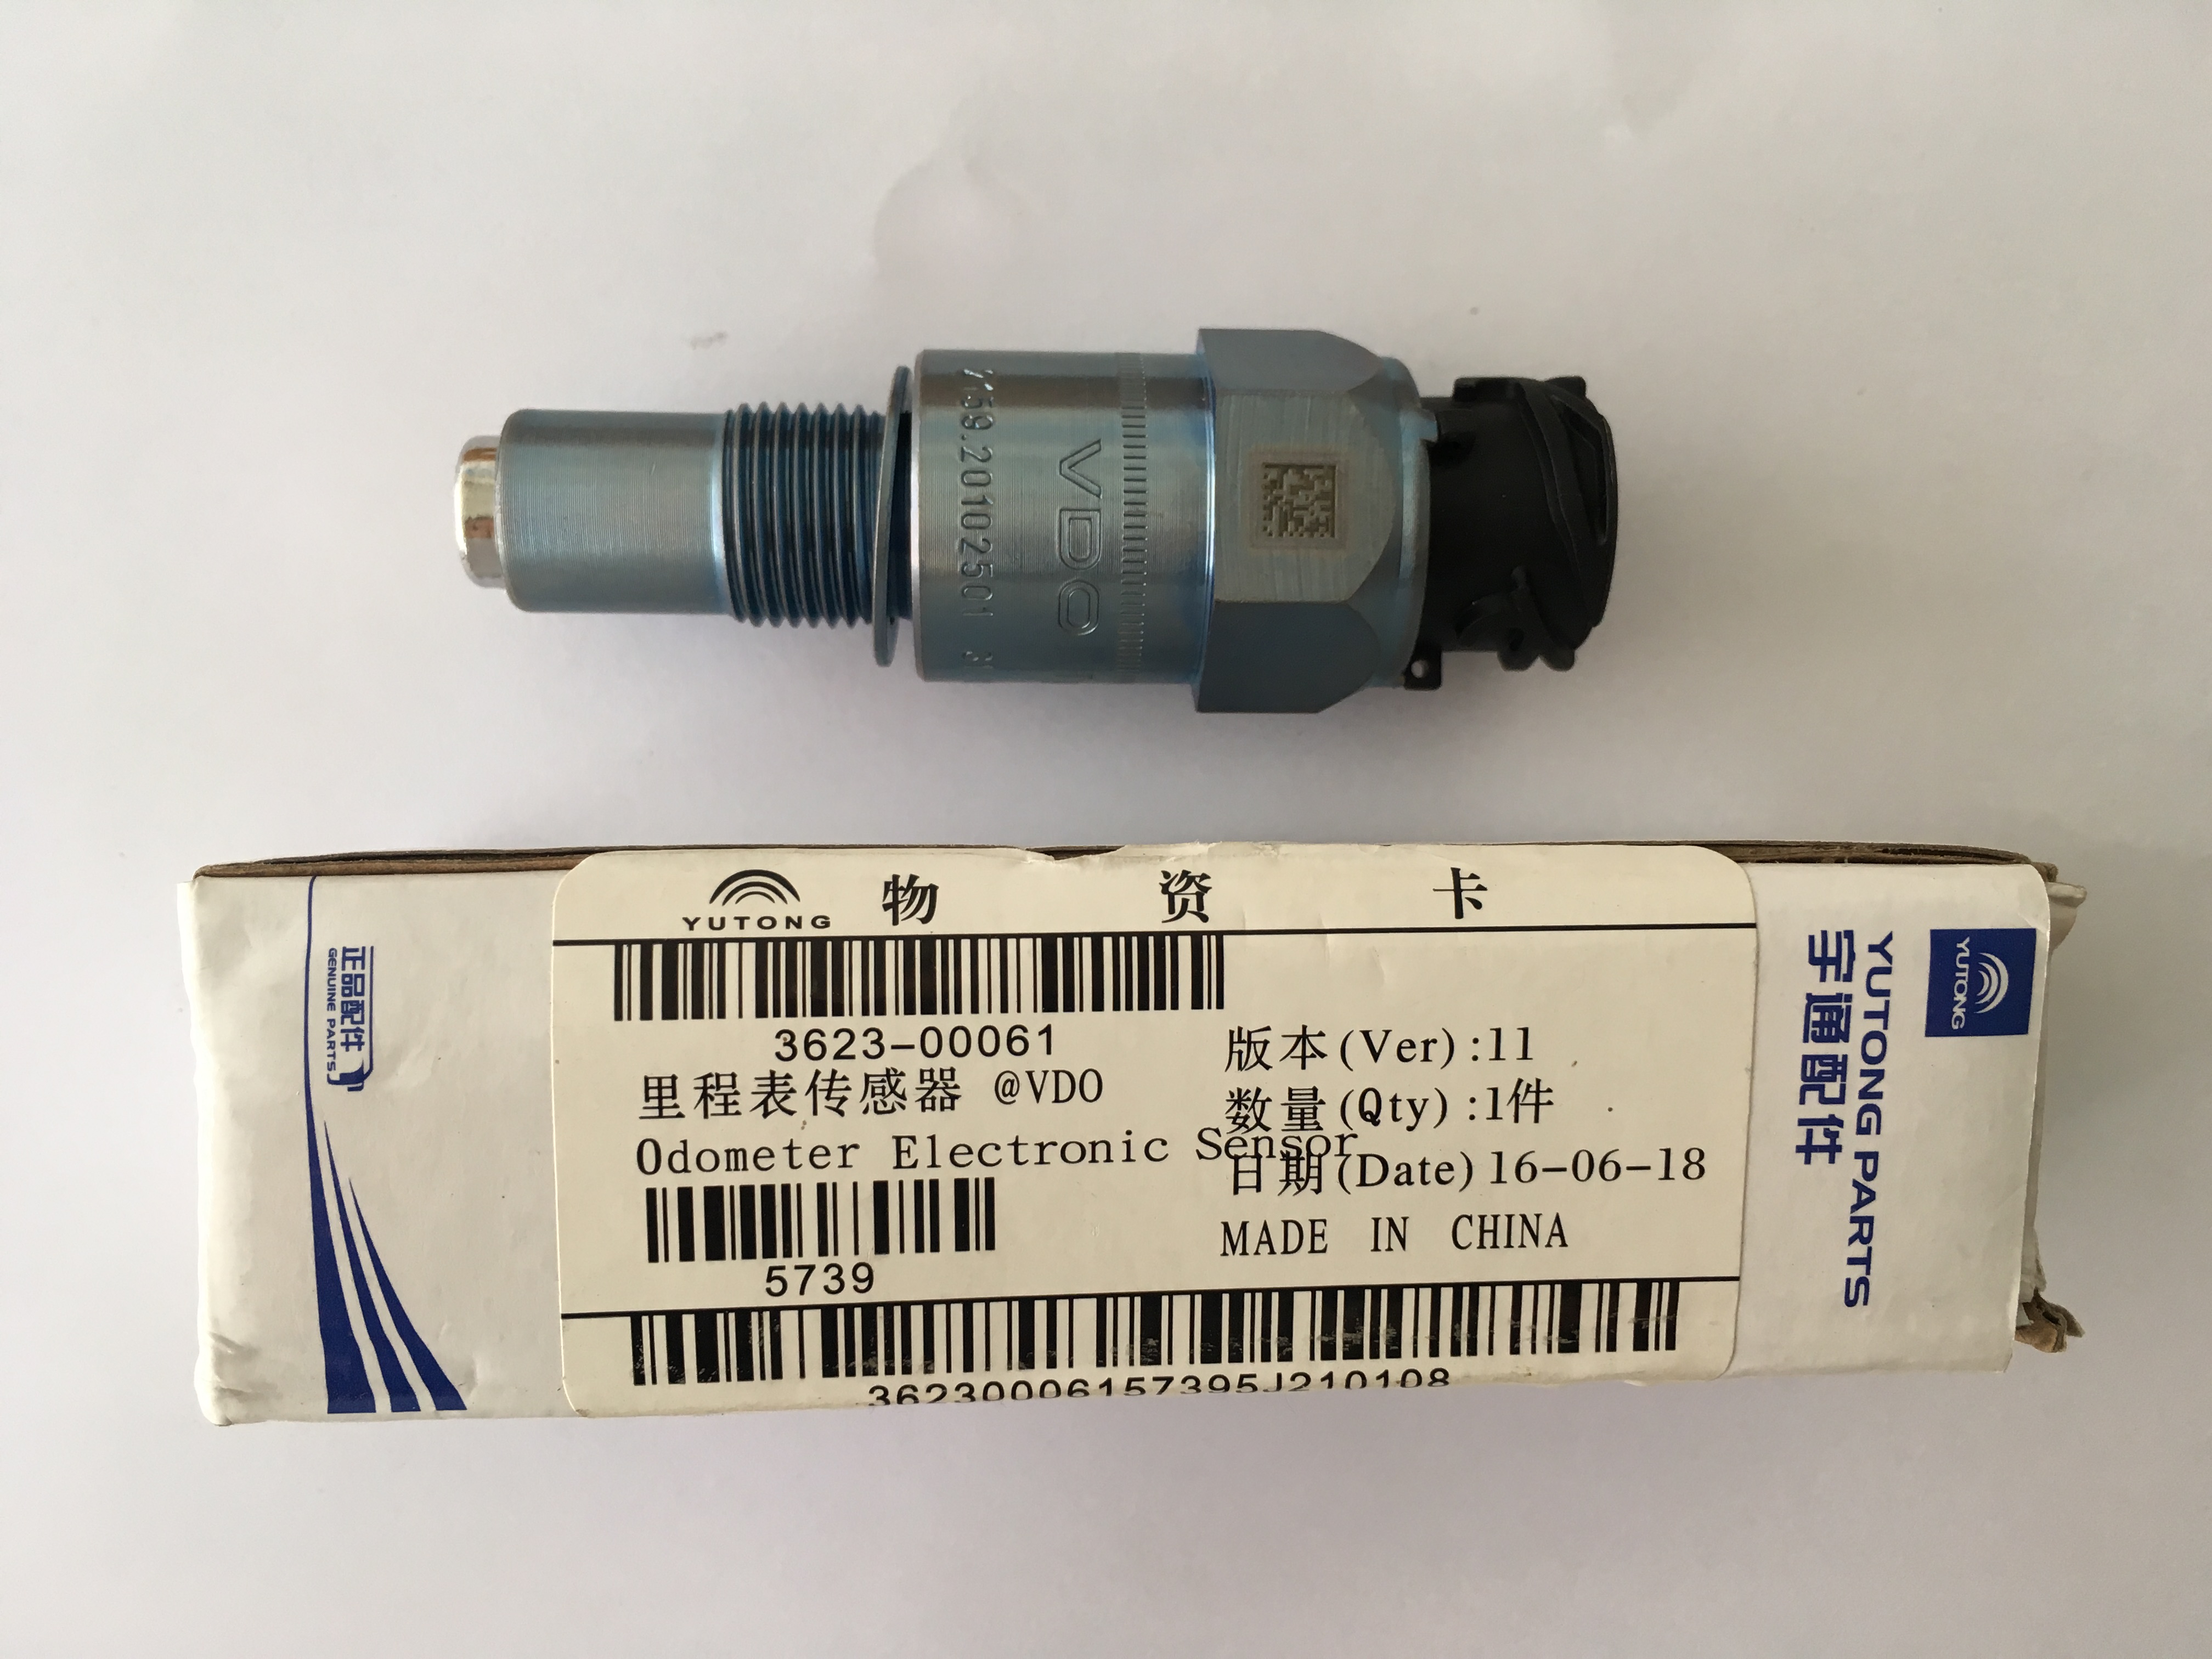 2159.20102501
VDO
YUTONG 物 资 卡
3623-00061
里程表传感器 @VDO
Odometer Electronic Sensor
5739
版本(Ver):11
数量(Qty):1件
日期(Date)16-06-18
MADE IN CHINA
36230006157395J210108
正品配件
GENUINE PARTS
YUTONG
YUTONG PARTS
宇通配件